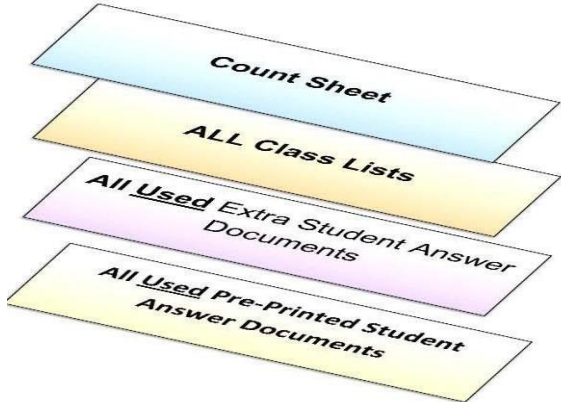 Count Sheet
ALL Class Lists
All Used Extra Student Answer
Documents
All Used Pre-Printed Student
Answer Documents